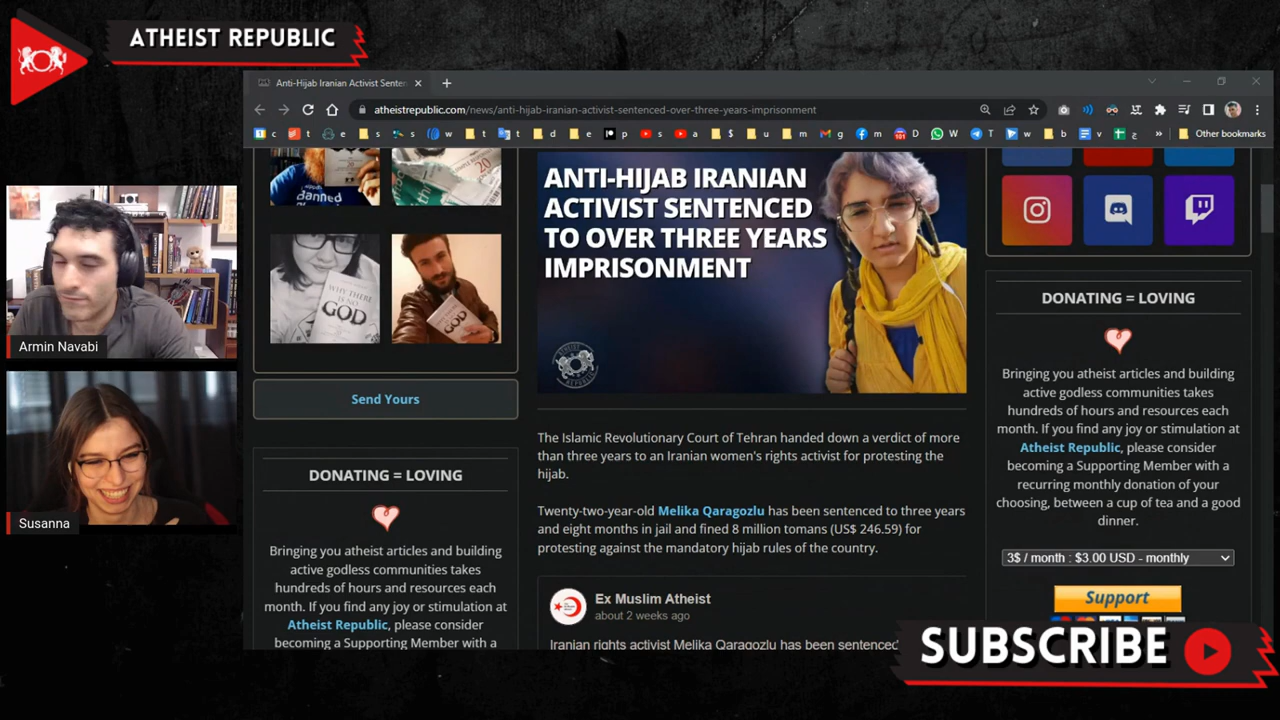 ATHEIST REPUBLIC
Anti-Hijab Iranian Activist Senten
atheistrepublic.com/news/anti-hijab-iranian-activist-sentenced-over-three-years-imprisonment
c t e s s w t t d e p s a $ u m g f m D W T w b v ج » Other bookmarks
Banned
20
WHY THERE IS NO GOD
GOD
Send Yours
DONATING = LOVING
Bringing you atheist articles and building
active godless communities takes
hundreds of hours and resources each
month. If you find any joy or stimulation at
Atheist Republic, please consider
becoming a Supporting Member with a
ANTI-HIJAB IRANIAN
ACTIVIST SENTENCED
TO OVER THREE YEARS
IMPRISONMENT
ATHEIST REPUBLIC
The Islamic Revolutionary Court of Tehran handed down a verdict of more
than three years to an Iranian women's rights activist for protesting the
hijab.
Twenty-two-year-old Melika Qaragozlu has been sentenced to three years
and eight months in jail and fined 8 million tomans (US$ 246.59) for
protesting against the mandatory hijab rules of the country.
Ex Muslim Atheist
about 2 weeks ago
Iranian rights activist Melika Qaragozlu has been sentenced
DONATING = LOVING
Bringing you atheist articles and building
active godless communities takes
hundreds of hours and resources each
month. If you find any joy or stimulation at
Atheist Republic, please consider
becoming a Supporting Member with a
recurring monthly donation of your
choosing, between a cup of tea and a good
dinner.
3$ / month : $3.00 USD - monthly
Support
Armin Navabi
Susanna
SUBSCRIBE